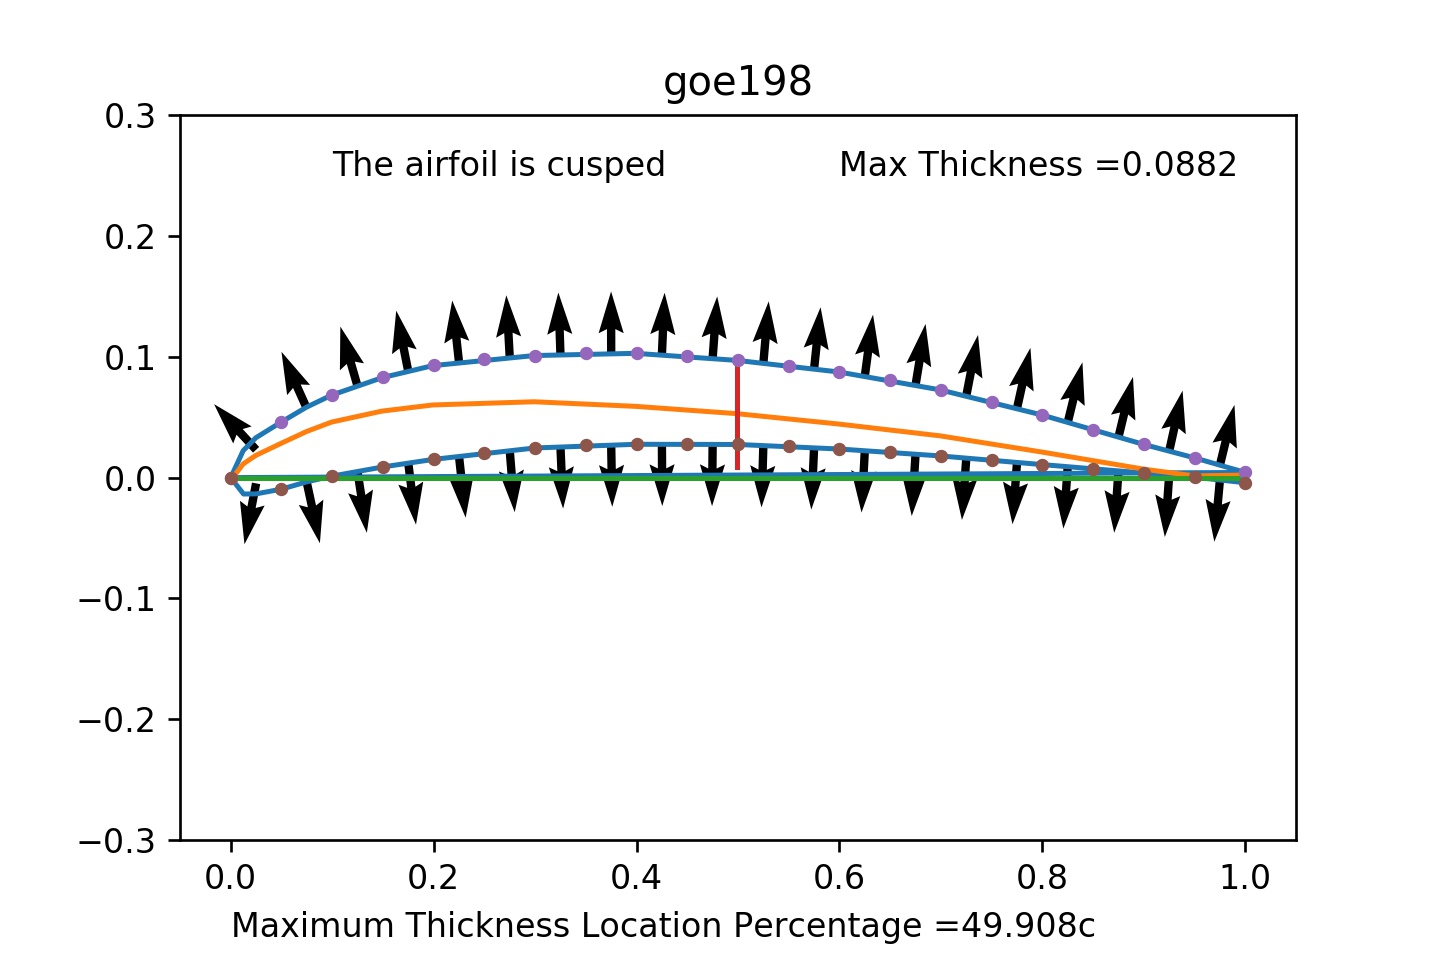 goe198
The airfoil is cusped
Max Thickness =0.0882
0.3
0.2
0.1
0.0
−0.1
−0.2
−0.3
0.0 0.2 0.4 0.6 0.8 1.0
Maximum Thickness Location Percentage =49.908c